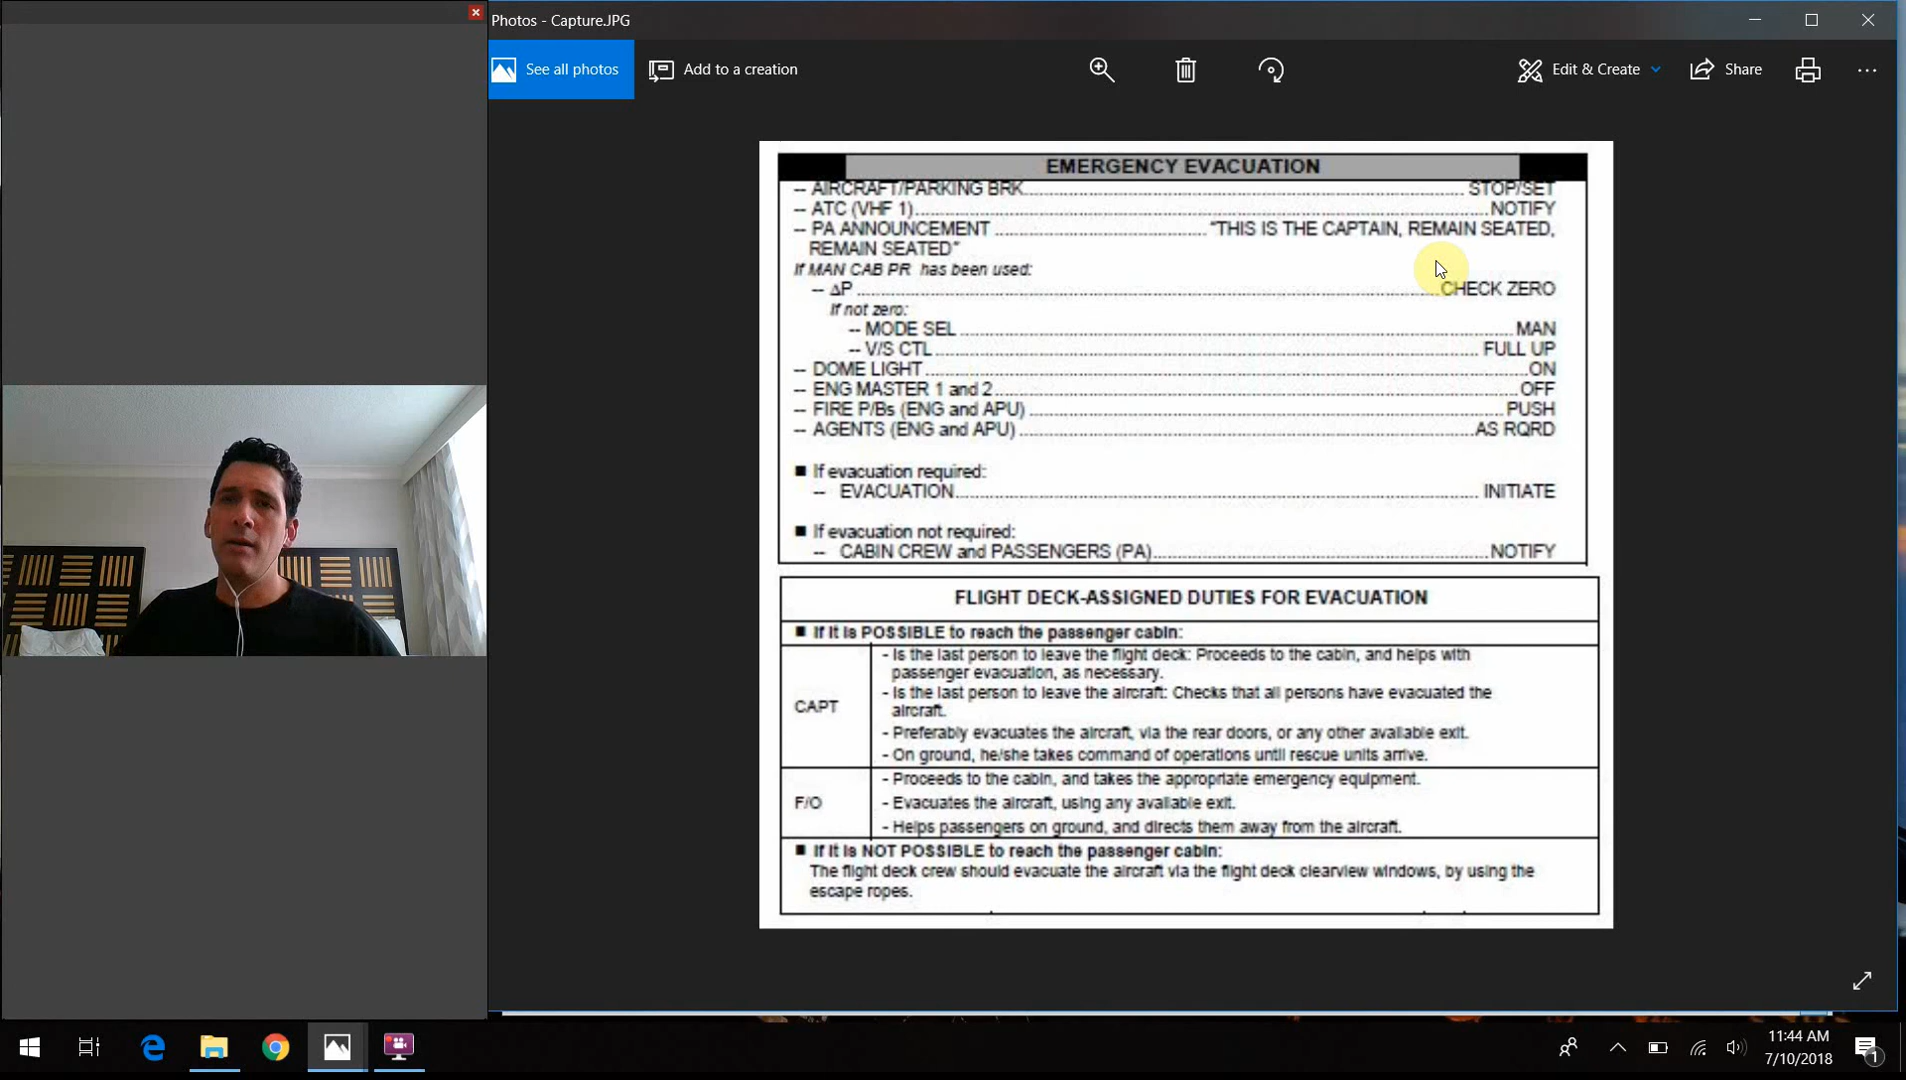 Photos - Capture.JPG
See all photos
Add to a creation
Edit & Create
Share
EMERGENCY EVACUATION
-- AIRCRAFT/PARKING BRK........STOP/SET
-- ATC (VHF 1)........NOTIFY
-- PA ANNOUNCEMENT ........"THIS IS THE CAPTAIN, REMAIN SEATED,
REMAIN SEATED"
If MAN CAB PR has been used:
-- ΔP ........CHECK ZERO
If not zero:
-- MODE SEL ........MAN
-- V/S CTL ........FULL UP
-- DOME LIGHT ........ON
-- ENG MASTER 1 and 2 ........OFF
-- FIRE P/Bs (ENG and APU) ........PUSH
-- AGENTS (ENG and APU) ........AS RQRD
■ If evacuation required:
-- EVACUATION ........INITIATE
■ If evacuation not required:
-- CABIN CREW and PASSENGERS (PA) ........NOTIFY
FLIGHT DECK-ASSIGNED DUTIES FOR EVACUATION
■ If it is POSSIBLE to reach the passenger cabin:
CAPT
- Is the last person to leave the flight deck: Proceeds to the cabin, and helps with
passenger evacuation, as necessary.
- Is the last person to leave the aircraft: Checks that all persons have evacuated the
aircraft.
- Preferably evacuates the aircraft, via the rear doors, or any other available exit.
- On ground, he/she takes command of operations until rescue units arrive.
F/O
- Proceeds to the cabin, and takes the appropriate emergency equipment.
- Evacuates the aircraft, using any available exit.
- Helps passengers on ground, and directs them away from the aircraft.
■ If it is NOT POSSIBLE to reach the passenger cabin:
The flight deck crew should evacuate the aircraft via the flight deck clearview windows, by using the
escape ropes.
11:44 AM
7/10/2018
1